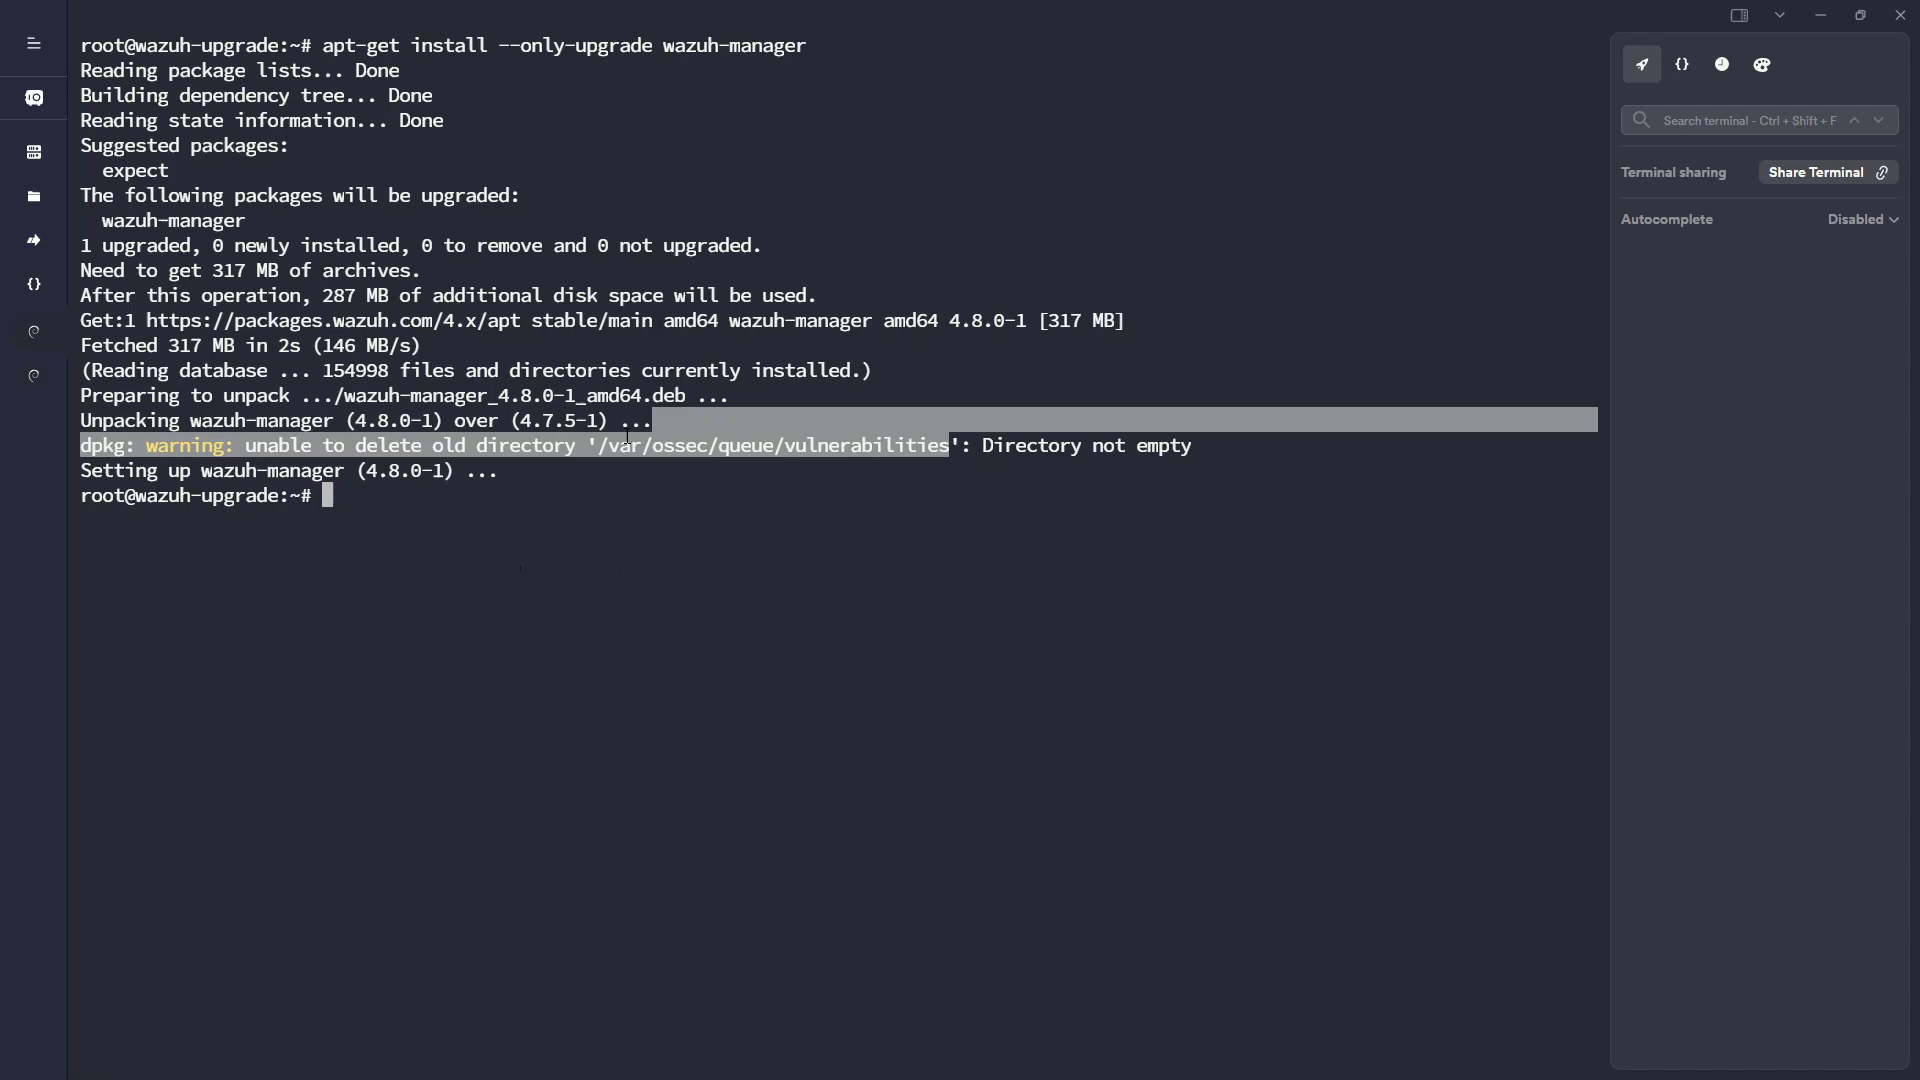 root@wazuh-upgrade:~# apt-get install --only-upgrade wazuh-manager
Reading package lists... Done
Building dependency tree... Done
Reading state information... Done
Suggested packages:
  expect
The following packages will be upgraded:
  wazuh-manager
1 upgraded, 0 newly installed, 0 to remove and 0 not upgraded.
Need to get 317 MB of archives.
After this operation, 287 MB of additional disk space will be used.
Get:1 https://packages.wazuh.com/4.x/apt stable/main amd64 wazuh-manager amd64 4.8.0-1 [317 MB]
Fetched 317 MB in 2s (146 MB/s)
(Reading database ... 154998 files and directories currently installed.)
Preparing to unpack .../wazuh-manager_4.8.0-1_amd64.deb ...
Unpacking wazuh-manager (4.8.0-1) over (4.7.5-1) ...
dpkg: warning: unable to delete old directory '/var/ossec/queue/vulnerabilities': Directory not empty
Setting up wazuh-manager (4.8.0-1) ...
root@wazuh-upgrade:~#
Search terminal - Ctrl + Shift + F
Terminal sharing
Share Terminal
Autocomplete
Disabled